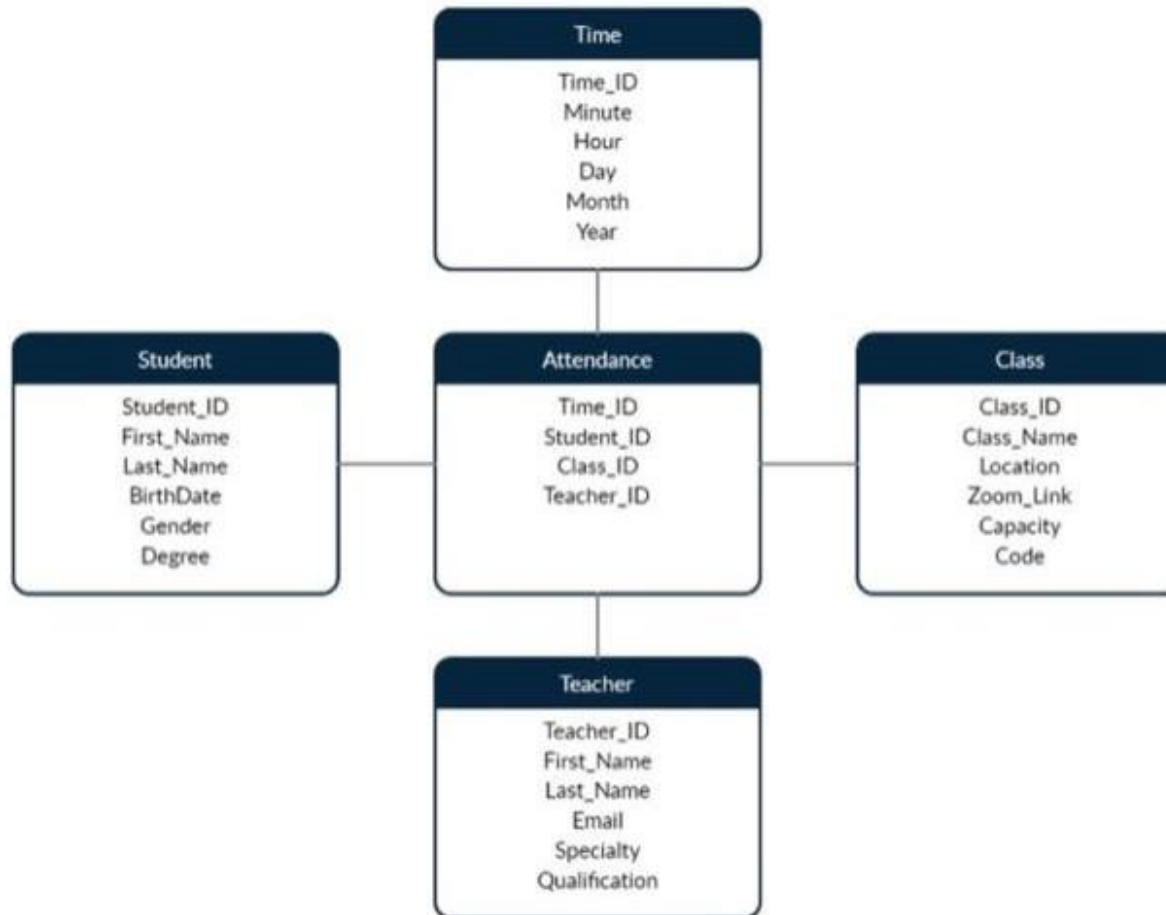 Time
Time_ID
Minute
Hour
Day
Month
Year
Student
Student_ID
First_Name
Last_Name
BirthDate
Gender
Degree
Attendance
Time_ID
Student_ID
Class_ID
Teacher_ID
Class
Class_ID
Class_Name
Location
Zoom_Link
Capacity
Code
Teacher
Teacher_ID
First_Name
Last_Name
Email
Specialty
Qualification